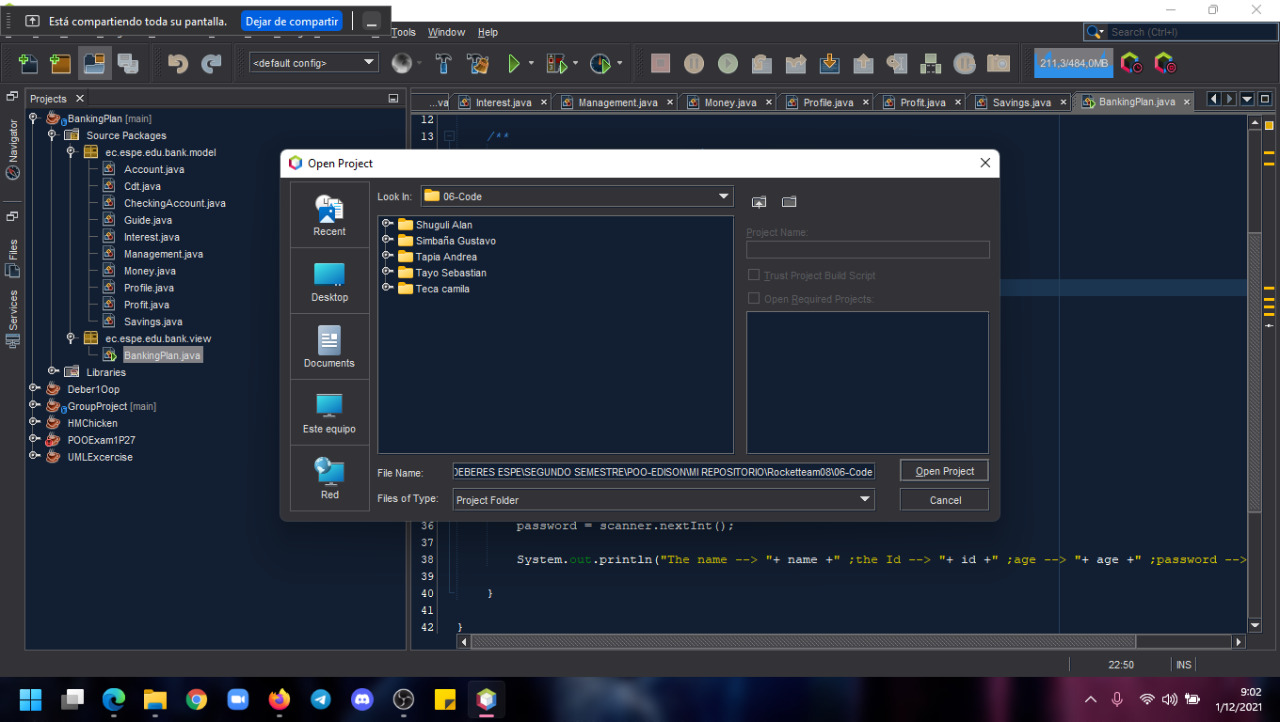 Está compartiendo toda su pantalla. Dejar de compartir
Tools Window Help
Search (Ctrl+I)
<default config>
211,3/484,0MB
Projects
...va Interest.java Management.java Money.java Profile.java Profit.java Savings.java BankingPlan.java
Navigator
Files
Services
BankingPlan [main]
Source Packages
ec.espe.edu.bank.model
Account.java
Cdt.java
CheckingAccount.java
Guide.java
Interest.java
Management.java
Money.java
Profile.java
Profit.java
Savings.java
ec.espe.edu.bank.view
BankingPlan.java
Libraries
Deber1Oop
GroupProject [main]
HMChicken
POOExam1P27
UMLExcercise
12
13 /**
Open Project
Recent
Desktop
Documents
Este equipo
Red
Look In: 06-Code
Shuguli Alan
Simbaña Gustavo
Tapia Andrea
Tayo Sebastian
Teca camila
Project Name:
Trust Project Build Script
Open Required Projects:
File Name: DEBERES ESPE\SEGUNDO SEMESTRE\POO-EDISON\MI REPOSITORIO\Rocketteam08\06-Code
Open Project
Files of Type: Project Folder
Cancel
36 password = scanner.nextInt();
37
38 System.out.println("The name --> "+ name +" ;the Id --> "+ id +" ;age --> "+ age +" ;password -->
39
40 }
41
42 }
22:50 INS
9:02
1/12/2021